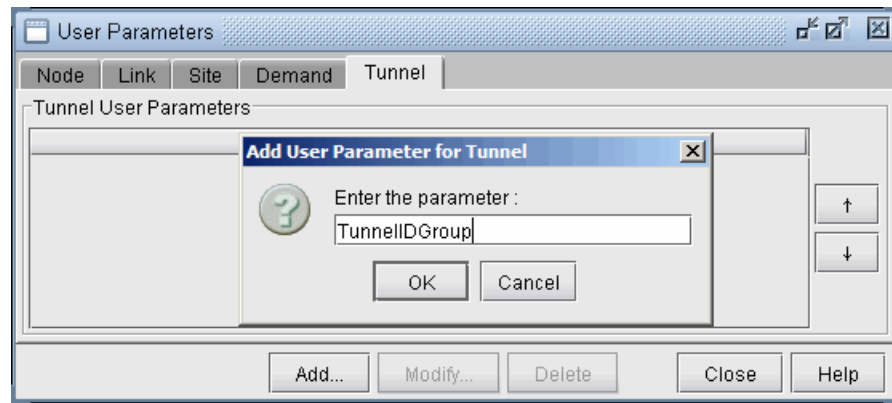 User Parameters
Node Link Site Demand Tunnel
Tunnel User Parameters
Add User Parameter for Tunnel
Enter the parameter :
TunnelIDGroup
OK Cancel
Add... Modify... Delete Close Help